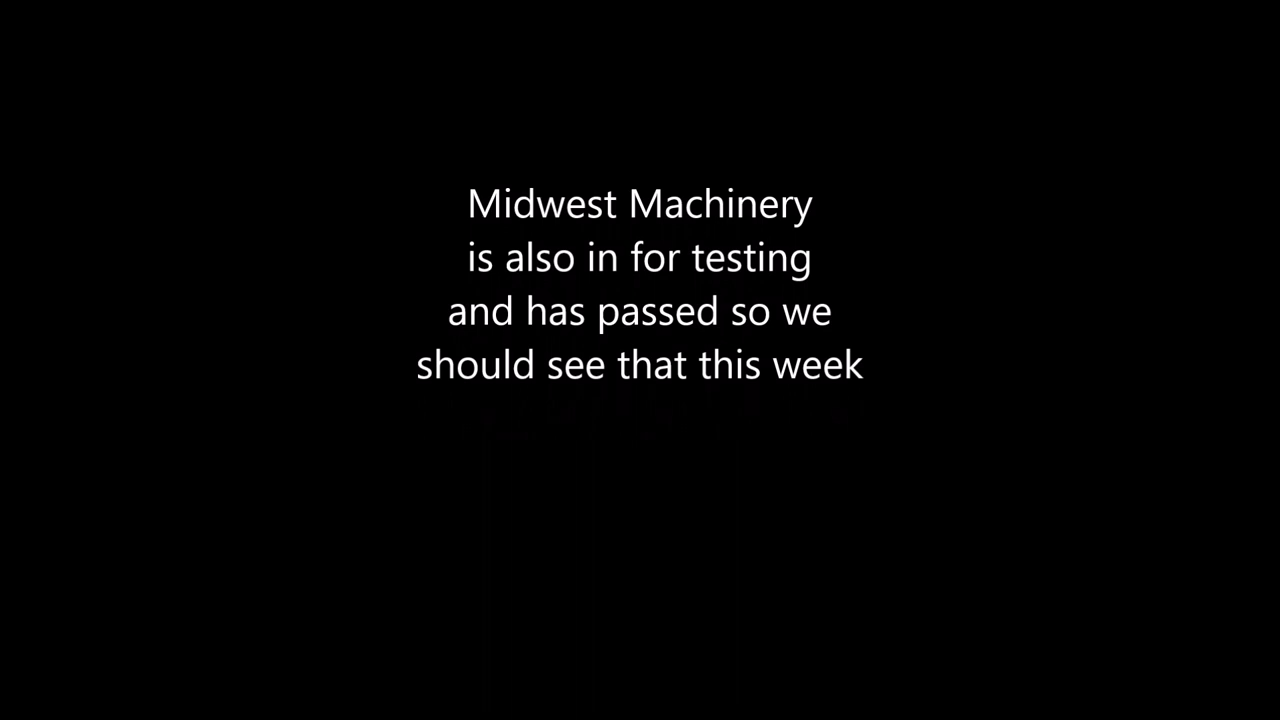 Midwest Machinery
is also in for testing
and has passed so we
should see that this week